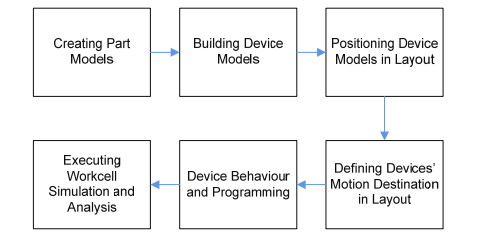 Creating Part
Models
Building Device
Models
Positioning Device
Models in Layout
Defining Devices'
Motion Destination
in Layout
Device Behaviour
and Programming
Executing
Workcell
Simulation and
Analysis